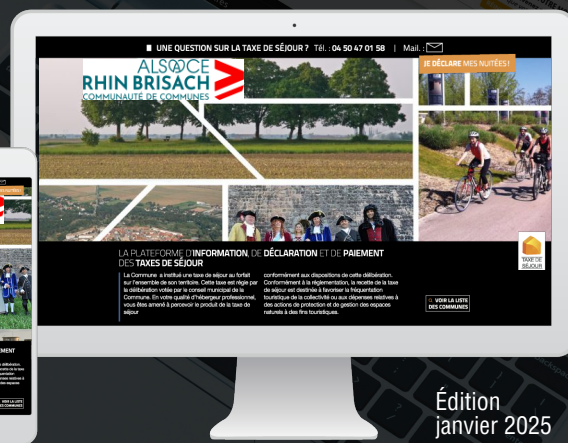 UNE QUESTION SUR LA TAXE DE SÉJOUR ? Tél. : 04 50 47 01 58 | Mail. :
JE DÉCLARE MES NUITÉES !
ALSACE
RHIN BRISACH
COMMUNAUTÉ DE COMMUNES
LA PLATEFORME D'INFORMATION, DE DÉCLARATION ET DE PAIEMENT
DES TAXES DE SÉJOUR
La Commune a institué une taxe de séjour au forfait
sur l'ensemble de son territoire. Cette taxe est régie par
la délibération votée par le conseil municipal de la
Commune. En votre qualité d'hébergeur professionnel,
vous êtes amené à percevoir le produit de la taxe de
séjour
conformément aux dispositions de cette délibération.
Conformément à la réglementation, la recette de la taxe
de séjour est destinée à favoriser la fréquentation
touristique de la collectivité ou aux dépenses relatives à
des actions de protection et de gestion des espaces
naturels à des fins touristiques.
TAXE DE
SÉJOUR
VOIR LA LISTE
DES COMMUNES
VOIR LA LISTE
DES COMMUNES
Édition
janvier 2025